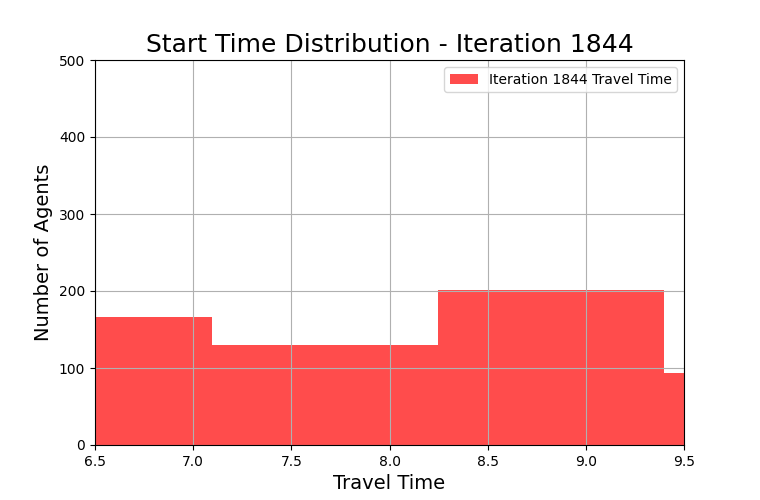 Start Time Distribution - Iteration 1844
Iteration 1844 Travel Time
Number of Agents
500
400
300
200
100
0
6.5 7.0 7.5 8.0 8.5 9.0 9.5
Travel Time